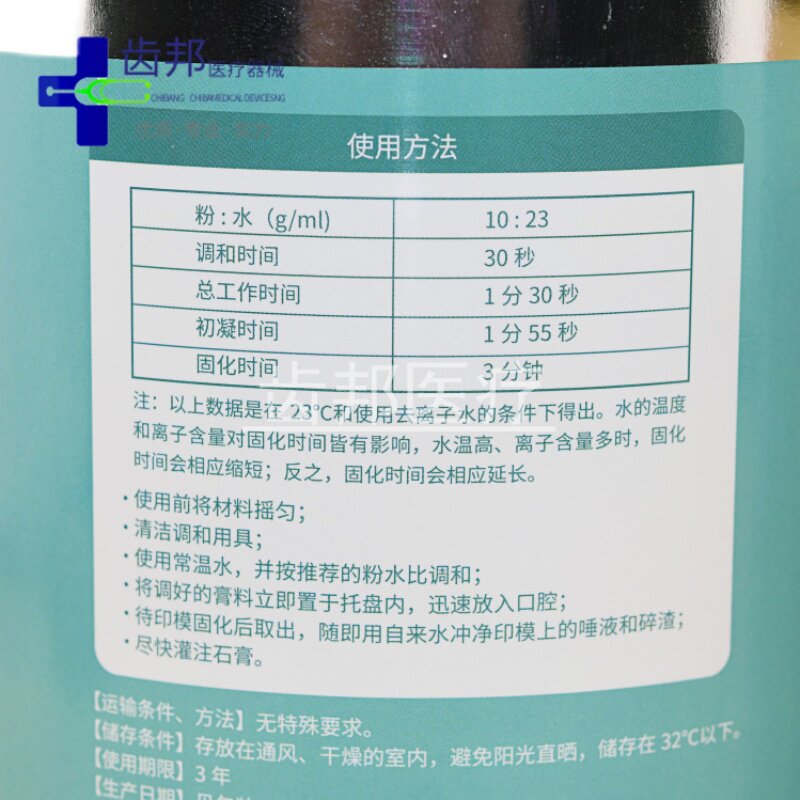 齿邦医疗器械
CHIBANG CHIBAMEDICAL DEVICESNG
使用方法
粉:水（g/ml) 10:23
调和时间 30 秒
总工作时间 1 分 30 秒
初凝时间 1 分 55 秒
固化时间 3 分钟
齿邦医疗
注：以上数据是在 23℃和使用去离子水的条件下得出。水的温度
和离子含量对固化时间皆有影响，水温高、离子含量多时，固化
时间会相应缩短；反之，固化时间会相应延长。
·使用前将材料摇匀；
·清洁调和用具；
·使用常温水，并按推荐的粉水比调和；
·将调好的膏料立即置于托盘内，迅速放入口腔；
·待印模固化后取出，随即用自来水冲净印模上的唾液和碎渣；
·尽快灌注石膏。
【运输条件、方法】无特殊要求。
【储存条件】存放在通风、干燥的室内，避免阳光直晒，储存在 32℃以下。
【使用期限】3 年
【生产日期】